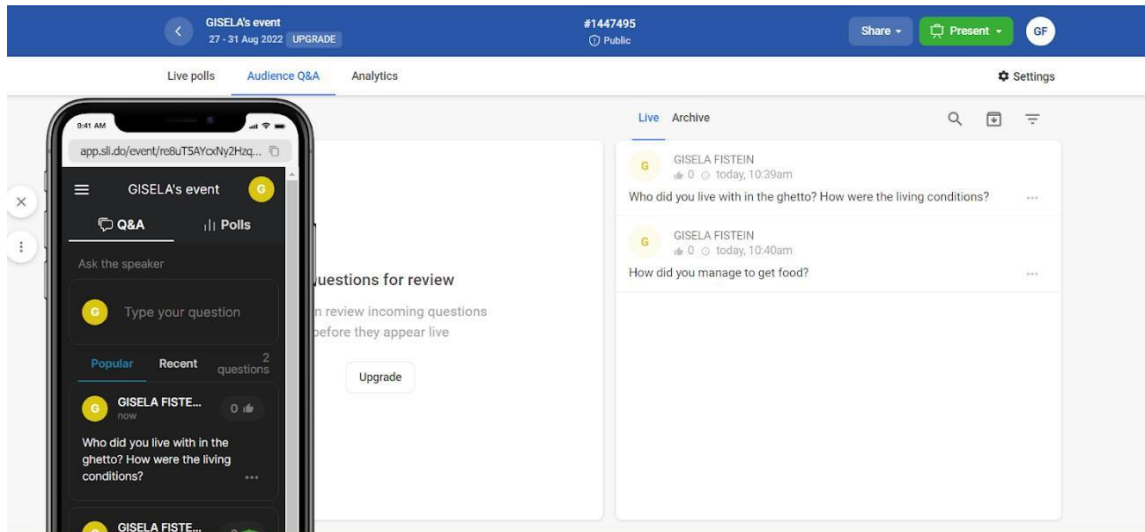 GISELA's event
27 - 31 Aug 2022 UPGRADE
#1447495
Public
Share
Present
GF
Live polls
Audience Q&A
Analytics
Settings
9:41 AM
app.sli.do/event/re8uT5AYcxNy2Hzq...
GISELA's event
G
Q&A
Polls
Ask the speaker
G
Type your question
Popular
Recent
2
questions
G
GISELA FISTE...
now
0
Who did you live with in the
ghetto? How were the living
conditions?
...
GISELA FISTE...
questions for review
review incoming questions
before they appear live
Upgrade
Live
Archive
G
GISELA FISTEIN
0 today, 10:39am
Who did you live with in the ghetto? How were the living conditions?
...
G
GISELA FISTEIN
0 today, 10:40am
How did you manage to get food?
...